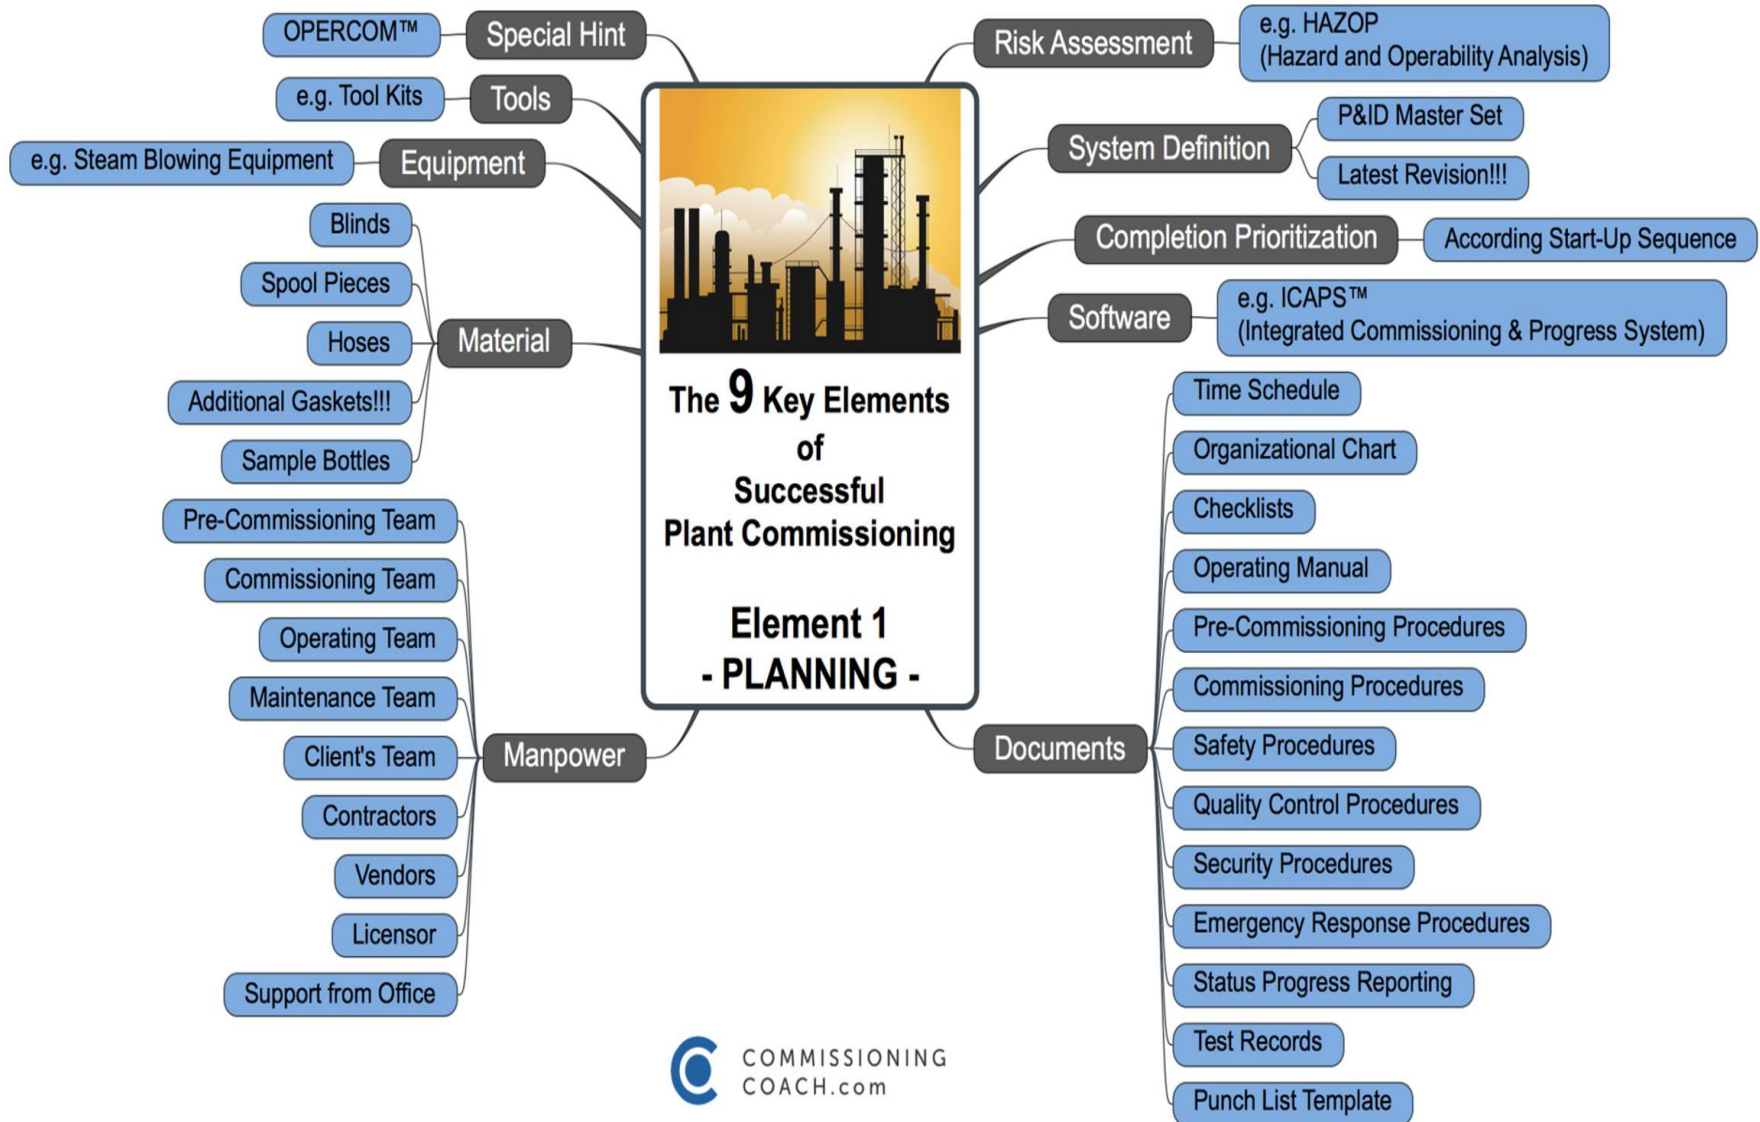 OPERCOM™
Special Hint
e.g. Tool Kits
Tools
e.g. Steam Blowing Equipment
Equipment
Blinds
Spool Pieces
Hoses
Additional Gaskets!!!
Sample Bottles
Material
Pre-Commissioning Team
Commissioning Team
Operating Team
Maintenance Team
Client's Team
Contractors
Vendors
Licensor
Support from Office
Manpower
The 9 Key Elements
of
Successful
Plant Commissioning
Element 1
- PLANNING -
Risk Assessment
e.g. HAZOP
(Hazard and Operability Analysis)
System Definition
P&ID Master Set
Latest Revision!!!
Completion Prioritization
According Start-Up Sequence
Software
e.g. ICAPS™
(Integrated Commissioning & Progress System)
Documents
Time Schedule
Organizational Chart
Checklists
Operating Manual
Pre-Commissioning Procedures
Commissioning Procedures
Safety Procedures
Quality Control Procedures
Security Procedures
Emergency Response Procedures
Status Progress Reporting
Test Records
Punch List Template
COMMISSIONING
COACH.com